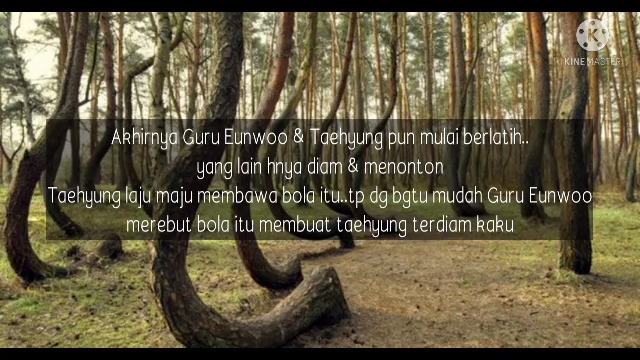 KINEMASTER
Akhirnya Guru Eunwoo & Taehyung pun mulai berlatih..
yang lain hnya diam & menonton
Taehyung laju maju membawa bola itu..tp dg bgtu mudah Guru Eunwoo
merebut bola itu membuat taehyung terdiam kaku